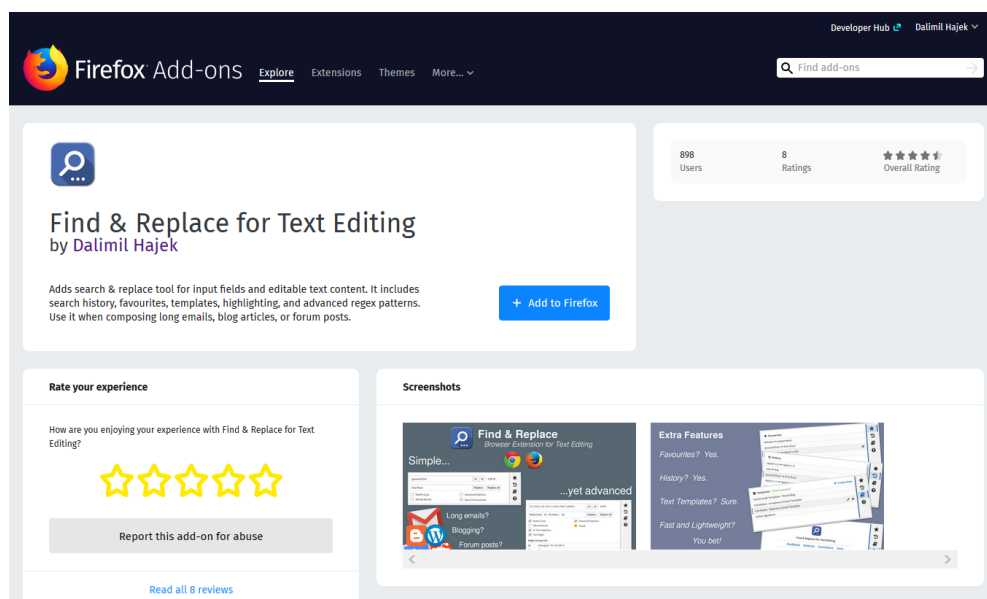 Developer Hub
Dalimil Hajek
Firefox Add-ons
Explore
Extensions
Themes
More...
Find add-ons
Find & Replace for Text Editing
by Dalimil Hajek
Adds search & replace tool for input fields and editable text content. It includes
search history, favourites, templates, highlighting, and advanced regex patterns.
Use it when composing long emails, blog articles, or forum posts.
+ Add to Firefox
898
Users
8
Ratings
Overall Rating
Rate your experience
How are you enjoying your experience with Find & Replace for Text
Editing?
Report this add-on for abuse
Read all 8 reviews
Screenshots
Find & Replace
Browser Extension for Text Editing
Simple...
...yet advanced
Long emails?
Blogging?
Forum posts?
Extra Features
Favourites? Yes.
History? Yes.
Text Templates? Sure.
Fast and Lightweight?
You bet!